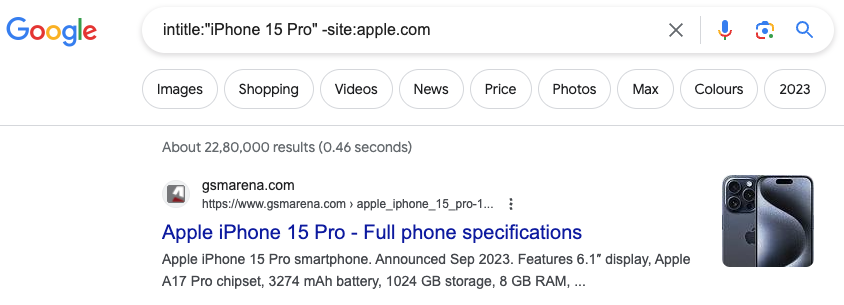 Google
intitle:"iPhone 15 Pro" -site:apple.com
Images Shopping Videos News Price Photos Max Colours 2023
About 22,80,000 results (0.46 seconds)
gsmarena.com
https://www.gsmarena.com › apple_iphone_15_pro-1...
Apple iPhone 15 Pro - Full phone specifications
Apple iPhone 15 Pro smartphone. Announced Sep 2023. Features 6.1″ display, Apple
A17 Pro chipset, 3274 mAh battery, 1024 GB storage, 8 GB RAM, ...